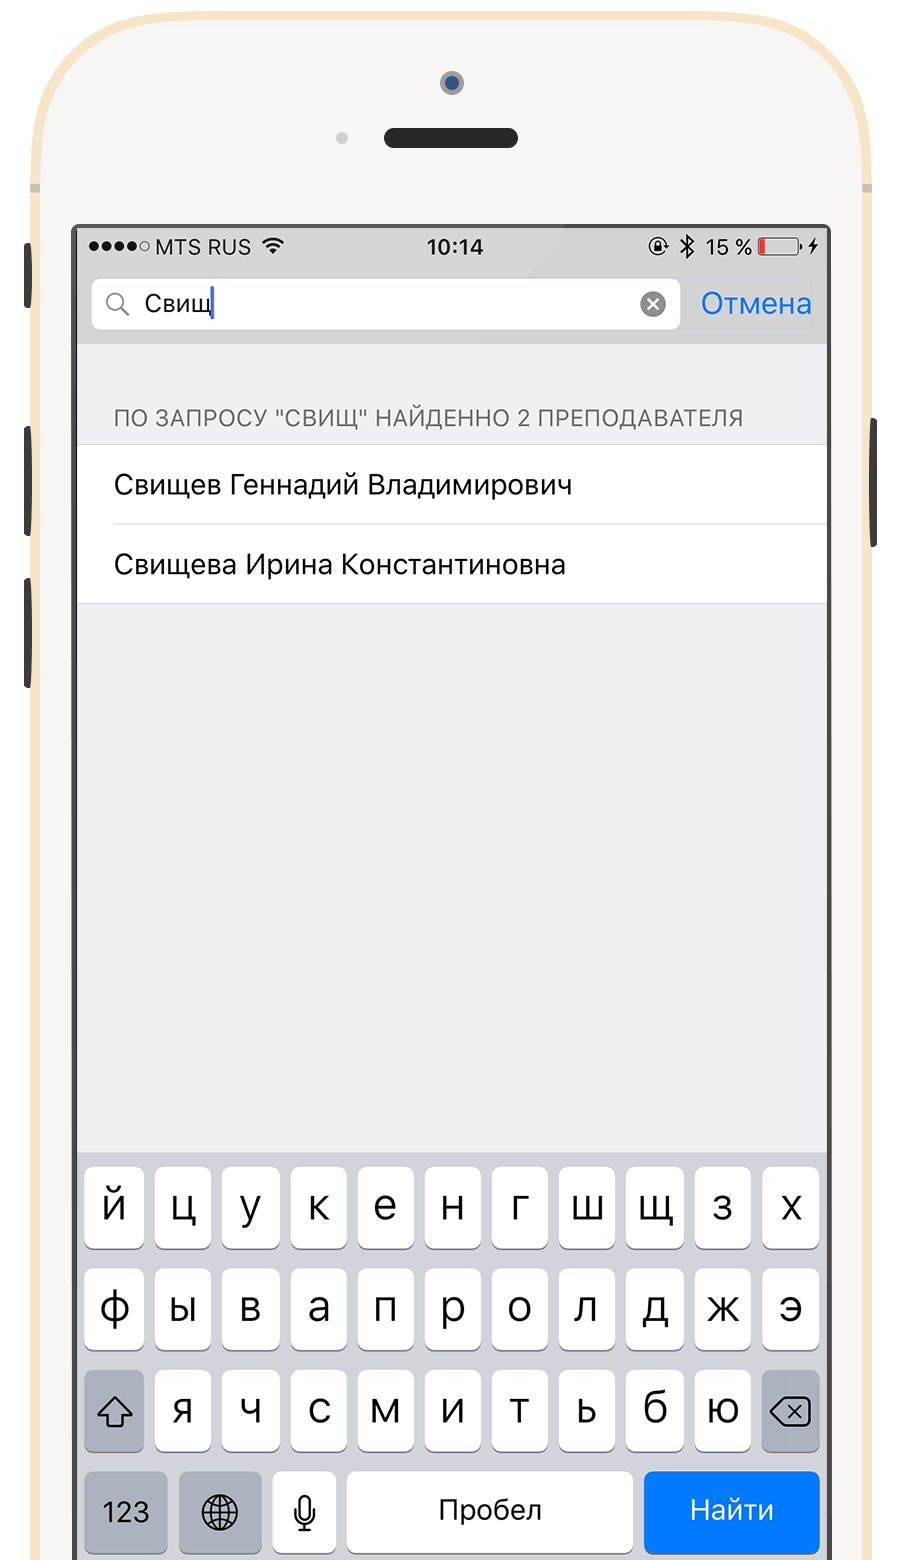 MTS RUS 10:14 15 %
Свищ Отмена
ПО ЗАПРОСУ "СВИЩ" НАЙДЕННО 2 ПРЕПОДАВАТЕЛЯ
Свищев Геннадий Владимирович
Свищева Ирина Константиновна
й ц у к е н г ш щ з х
ф ы в а п р о л д ж э
я ч с м и т ь б ю
123 Пробел Найти